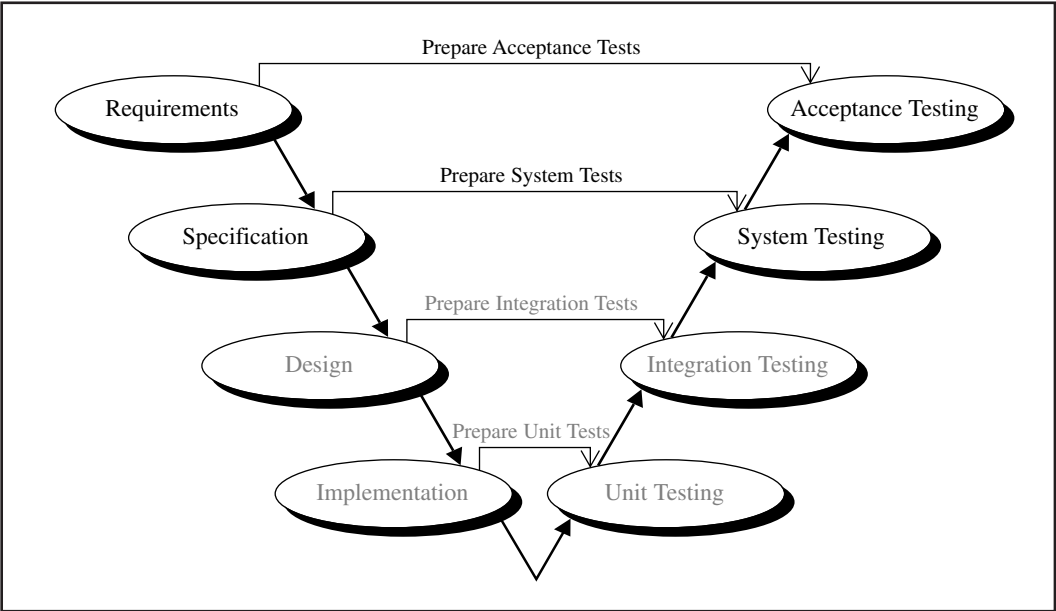 Prepare Acceptance Tests
Requirements
Acceptance Testing
Prepare System Tests
Specification
System Testing
Prepare Integration Tests
Design
Integration Testing
Prepare Unit Tests
Implementation
Unit Testing